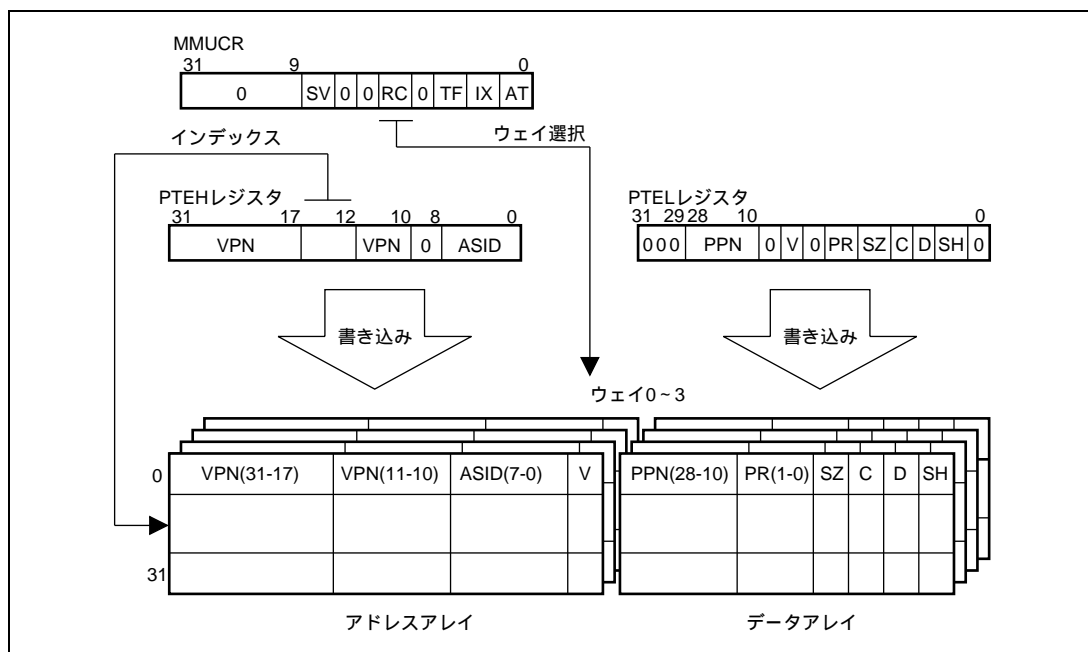 MMUCR
31 9 0
0 SV 0 0 RC 0 TF IX AT
インデックス ウェイ選択
PTEHレジスタ
31 17 12 10 8 0
VPN VPN 0 ASID
PTELレジスタ
31 29 28 10 0
0 0 0 PPN 0 V 0 PR SZ C D SH 0
書き込み 書き込み
ウェイ0~3
0 VPN(31-17) VPN(11-10) ASID(7-0) V PPN(28-10) PR(1-0) SZ C D SH
31
アドレスアレイ データアレイ